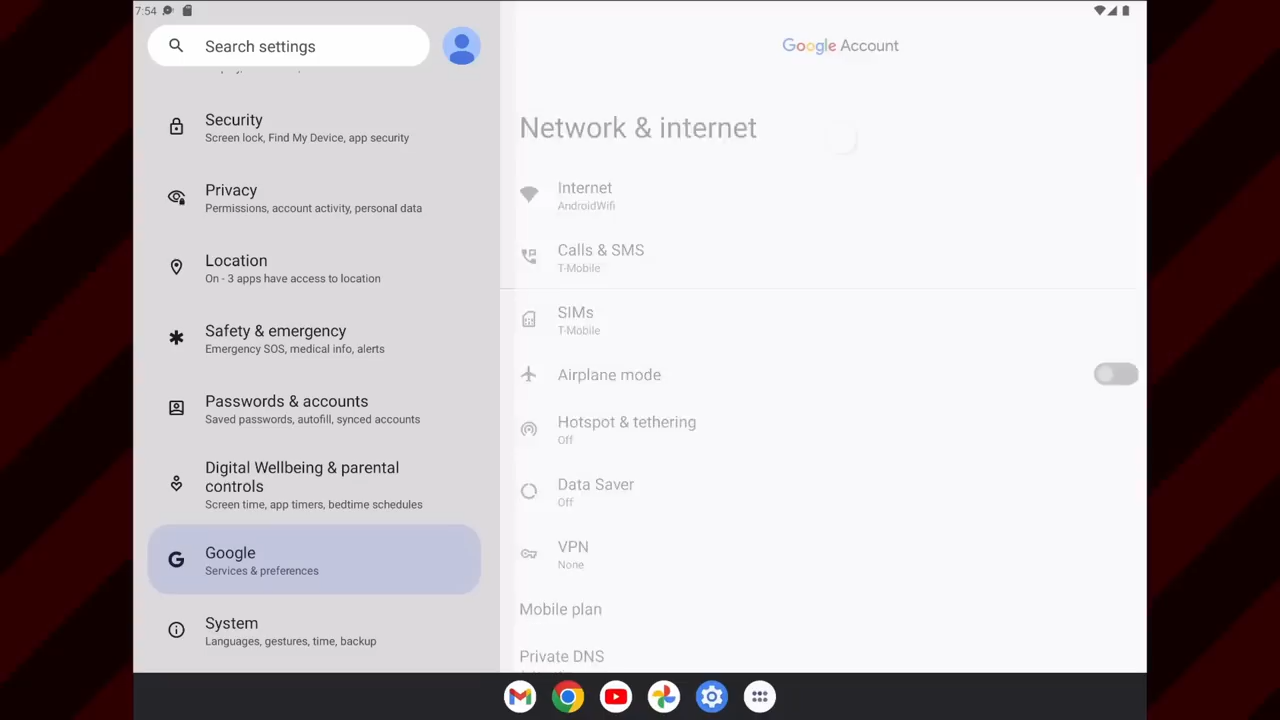 7:54
Search settings
Security
Screen lock, Find My Device, app security
Privacy
Permissions, account activity, personal data
Location
On - 3 apps have access to location
Safety & emergency
Emergency SOS, medical info, alerts
Passwords & accounts
Saved passwords, autofill, synced accounts
Digital Wellbeing & parental
controls
Screen time, app timers, bedtime schedules
Google
Services & preferences
System
Languages, gestures, time, backup
Google Account
Network & internet
Internet
AndroidWifi
Calls & SMS
T-Mobile
SIMs
T-Mobile
Airplane mode
Hotspot & tethering
Off
Data Saver
Off
VPN
None
Mobile plan
Private DNS